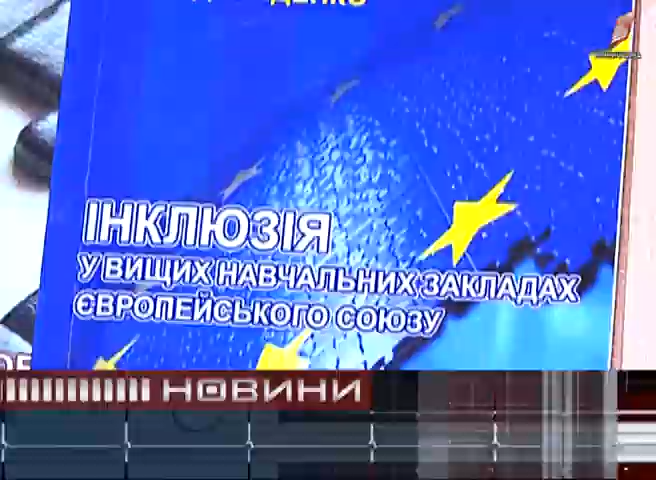 ІНКЛЮЗІЯ
У ВИЩИХ НАВЧАЛЬНИХ ЗАКЛАДАХ
ЄВРОПЕЙСЬКОГО СОЮЗУ
НОВИНИ